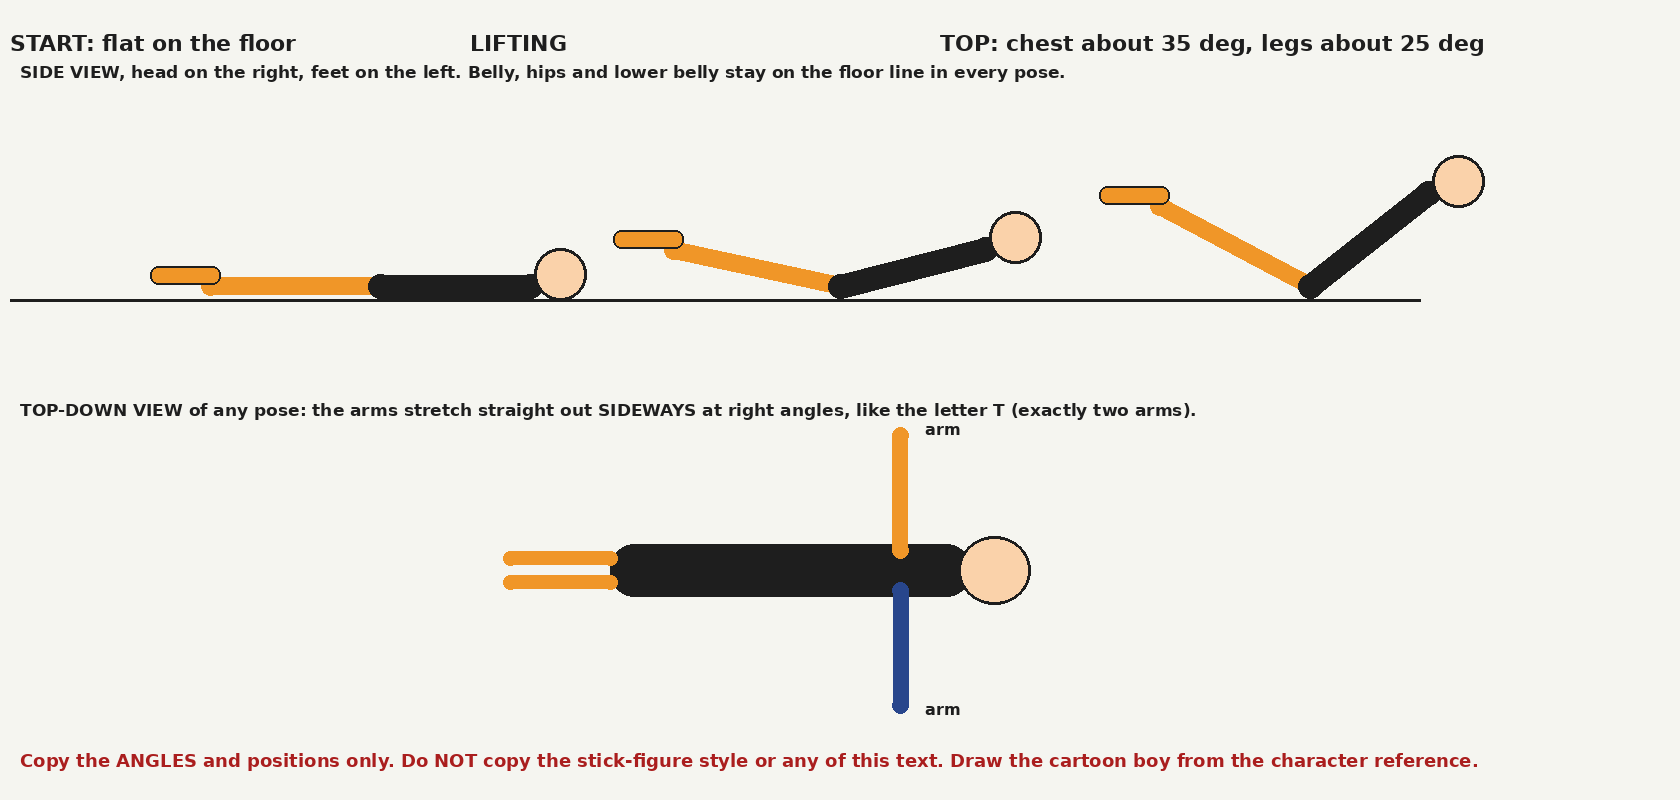 START: flat on the floor
LIFTING
TOP: chest about 35 deg, legs about 25 deg
SIDE VIEW, head on the right, feet on the left. Belly, hips and lower belly stay on the floor line in every pose.
TOP-DOWN VIEW of any pose: the arms stretch straight out SIDEWAYS at right angles, like the letter T (exactly two arms).
arm
arm
Copy the ANGLES and positions only. Do NOT copy the stick-figure style or any of this text. Draw the cartoon boy from the character reference.